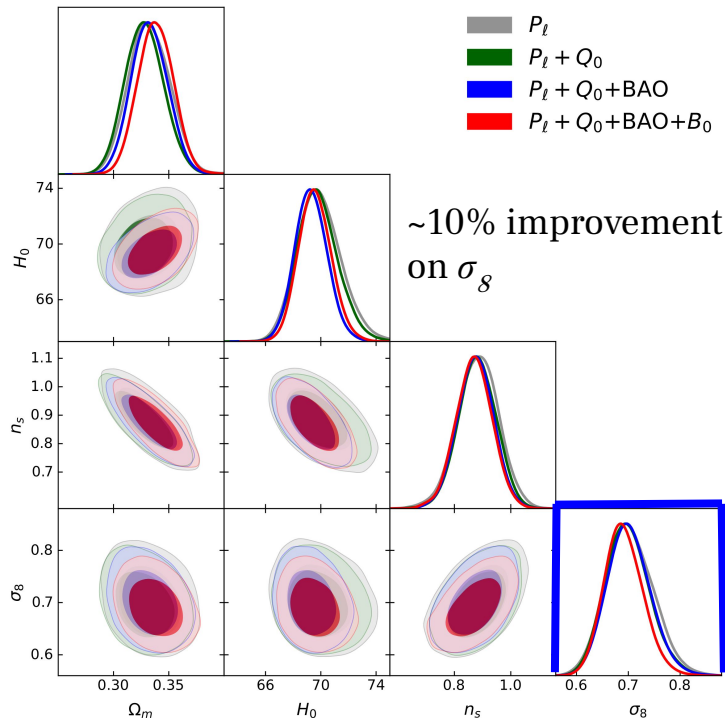 P_ℓ
P_ℓ + Q_0
P_ℓ + Q_0+BAO
P_ℓ + Q_0+BAO+B_0
~10% improvement
on σ_8
74
70
66
H_0
1.1
1.0
0.9
0.8
0.7
n_s
0.8
0.7
0.6
σ_8
0.30 0.35
66 70 74
0.8 1.0
0.6 0.7 0.8
Ω_m
H_0
n_s
σ_8